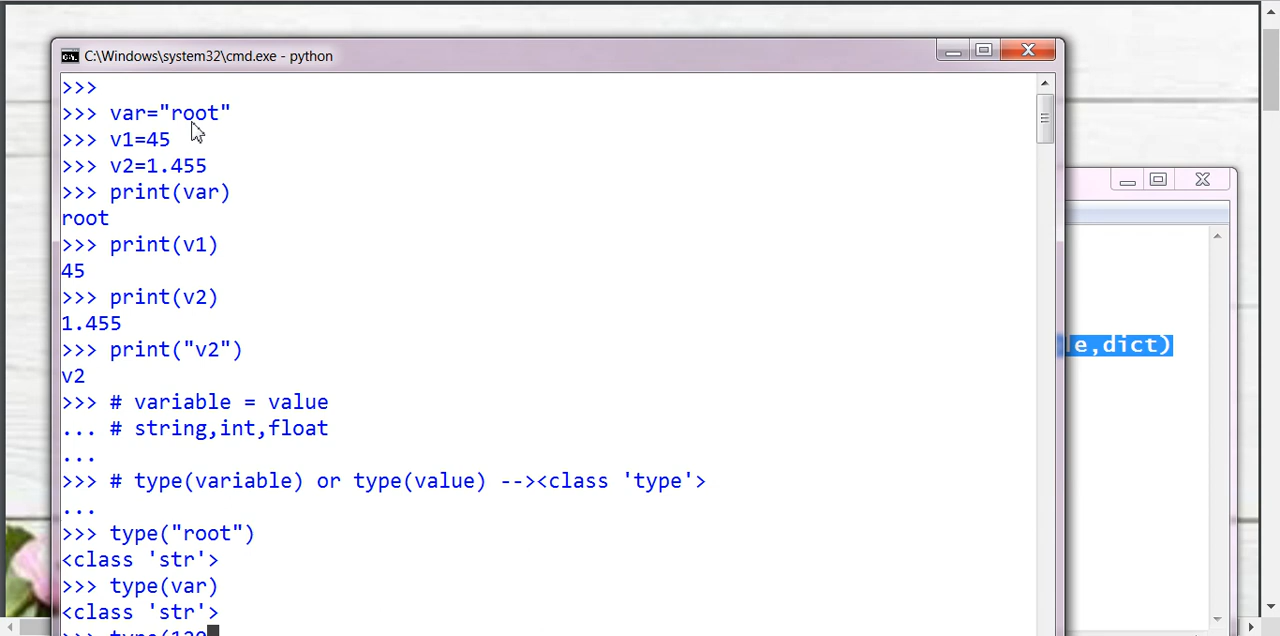 C:\Windows\system32\cmd.exe - python
>>>
>>> var="root"
>>> v1=45
>>> v2=1.455
>>> print(var)
root
>>> print(v1)
45
>>> print(v2)
1.455
>>> print("v2")
v2
>>> # variable = value
... # string,int,float
...
>>> # type(variable) or type(value) --><class 'type'>
...
>>> type("root")
<class 'str'>
>>> type(var)
<class 'str'>
>>> type(120
e,dict)